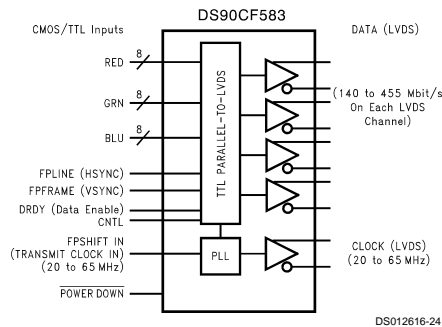 DS90CF583
CMOS/TTL Inputs
DATA (LVDS)
RED
8
GRN
8
BLU
8
TTL PARALLEL-TO-LVDS
(140 to 455 Mbit/s
On Each LVDS
Channel)
FPLINE (HSYNC)
FPFRAME (VSYNC)
DRDY (Data Enable)
CNTL
FPSHIFT IN
(TRANSMIT CLOCK IN)
(20 to 65 MHz)
PLL
CLOCK (LVDS)
(20 to 65 MHz)
POWER DOWN
DS012616-24